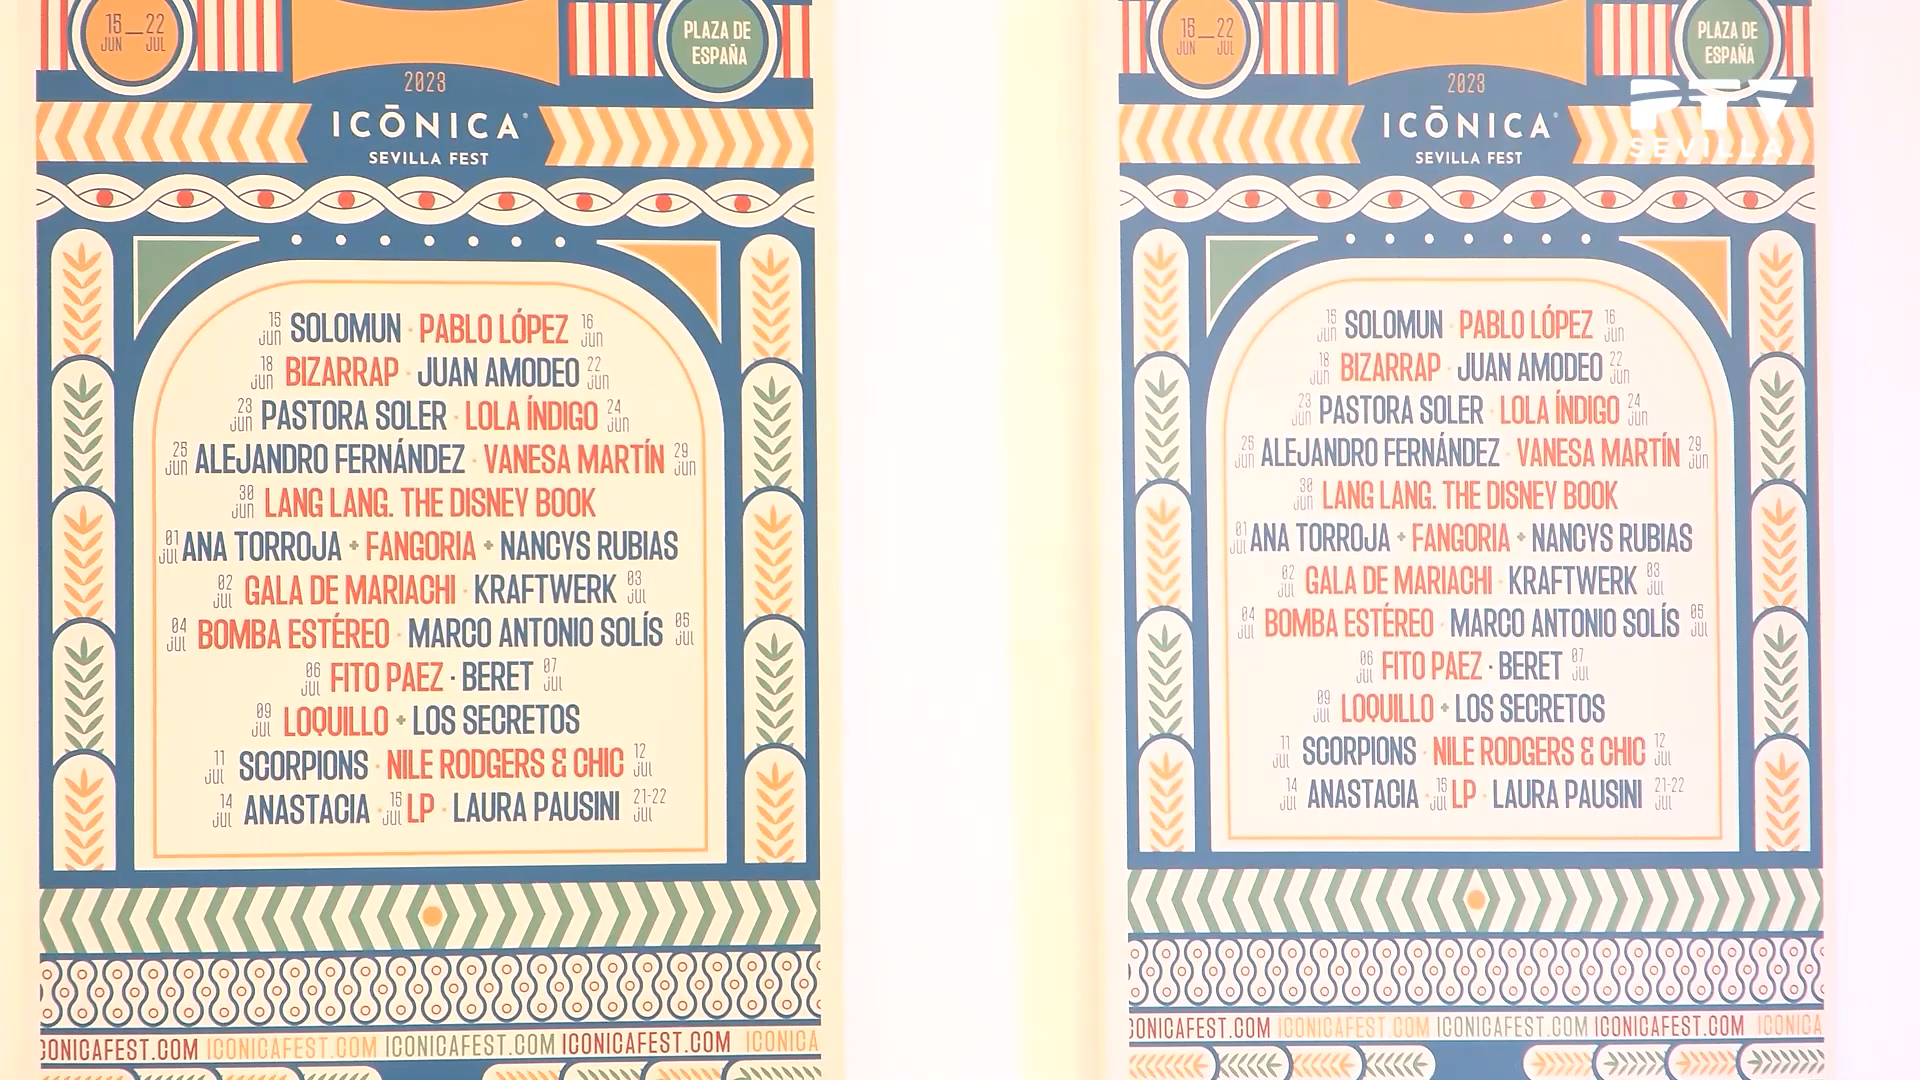 15 JUN — 22 JUL
PLAZA DE
ESPAÑA
2023
ICŌNICA
SEVILLA FEST
15 JUN SOLOMUN · PABLO LÓPEZ 16 JUN
18 JUN BIZARRAP · JUAN AMODEO 22 JUN
23 JUN PASTORA SOLER · LOLA ÍNDIGO 24 JUN
25 JUN ALEJANDRO FERNÁNDEZ · VANESA MARTÍN 29 JUN
30 JUN LANG LANG. THE DISNEY BOOK
01 JUL ANA TORROJA + FANGORIA + NANCYS RUBIAS
02 JUL GALA DE MARIACHI · KRAFTWERK 03 JUL
04 JUL BOMBA ESTÉREO · MARCO ANTONIO SOLÍS 05 JUL
06 JUL FITO PAEZ · BERET 07 JUL
09 JUL LOQUILLO + LOS SECRETOS
11 JUL SCORPIONS · NILE RODGERS & CHIC 12 JUL
14 JUL ANASTACIA · 15 JUL LP · LAURA PAUSINI 21-22 JUL
CONICAFEST.COM ICONICAFEST.COM ICONICAFEST.COM ICONICAFEST.COM ICONICA
15 JUN — 22 JUL
PLAZA DE
ESPAÑA
2023
ICŌNICA
SEVILLA FEST
PTV
SEVILLA
15 JUN SOLOMUN · PABLO LÓPEZ 16 JUN
18 JUN BIZARRAP · JUAN AMODEO 22 JUN
23 JUN PASTORA SOLER · LOLA ÍNDIGO 24 JUN
25 JUN ALEJANDRO FERNÁNDEZ · VANESA MARTÍN 29 JUN
30 JUN LANG LANG. THE DISNEY BOOK
01 JUL ANA TORROJA + FANGORIA + NANCYS RUBIAS
02 JUL GALA DE MARIACHI · KRAFTWERK 03 JUL
04 JUL BOMBA ESTÉREO · MARCO ANTONIO SOLÍS 05 JUL
06 JUL FITO PAEZ · BERET 07 JUL
09 JUL LOQUILLO + LOS SECRETOS
11 JUL SCORPIONS · NILE RODGERS & CHIC 12 JUL
14 JUL ANASTACIA · 15 JUL LP · LAURA PAUSINI 21-22 JUL
CONICAFEST.COM ICONICAFEST.COM ICONICAFEST.COM ICONICAFEST.COM ICONICA